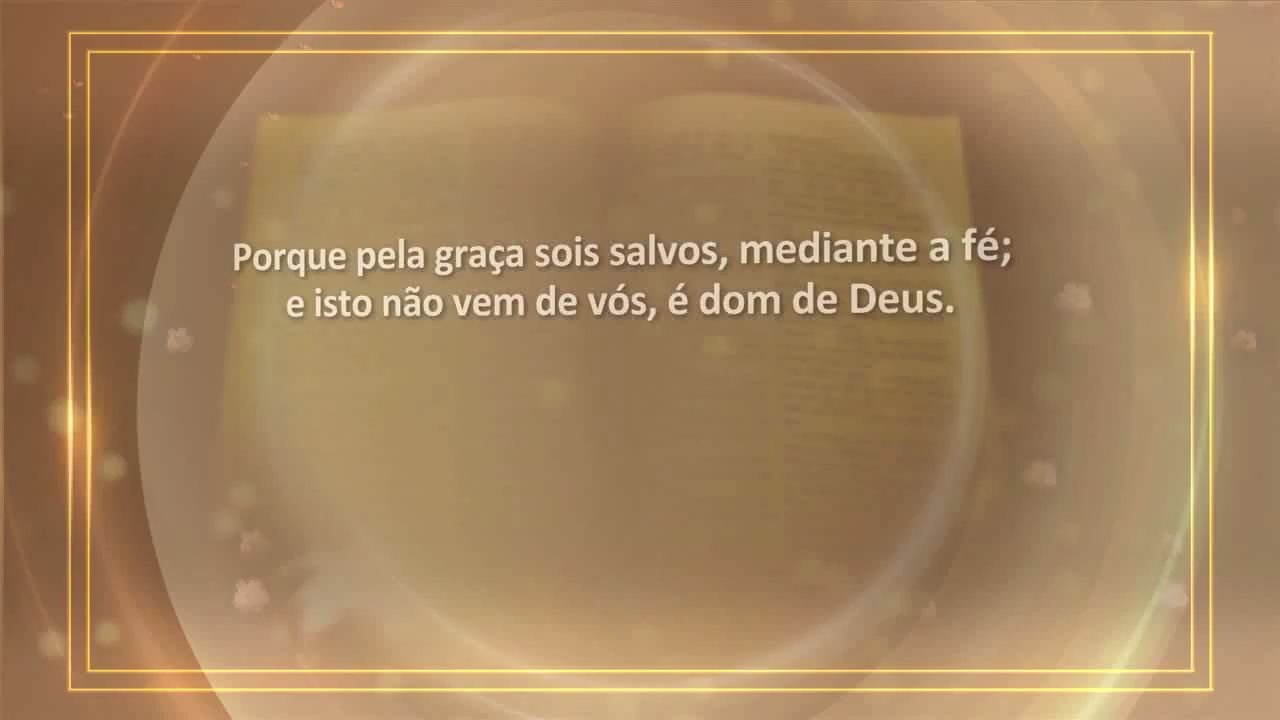 Porque pela graça sois salvos, mediante a fé;
e isto não vem de vós, é dom de Deus.